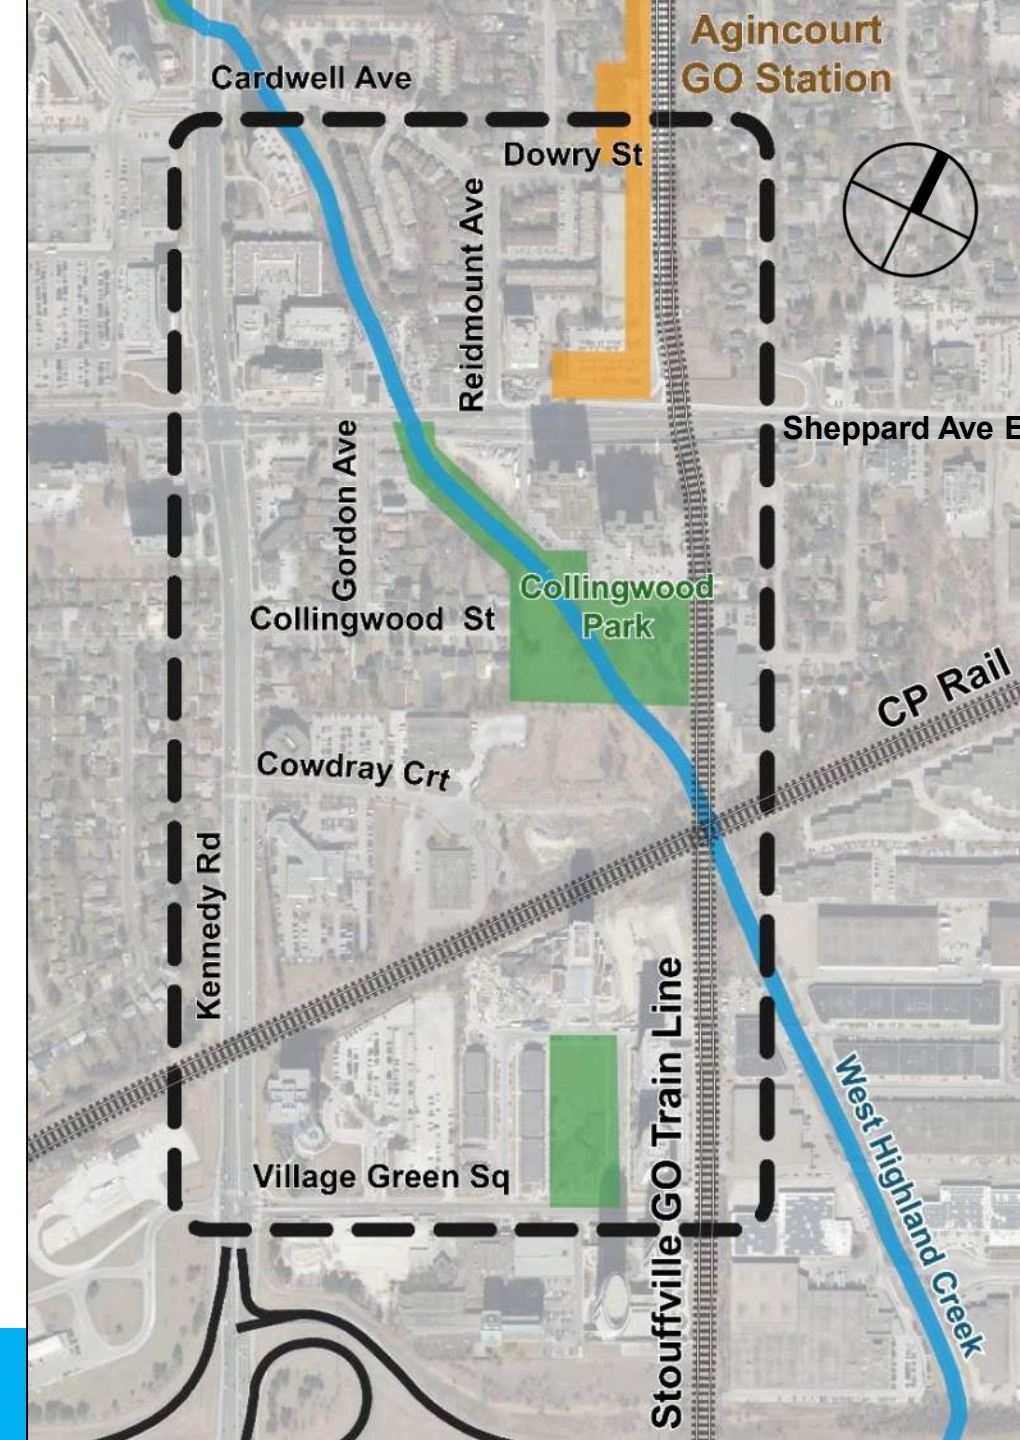 Agincourt
GO Station
Cardwell Ave
Dowry St
Reidmount Ave
Sheppard Ave E
Gordon Ave
Collingwood
Park
Collingwood St
CP Rail
Cowdray Crt
Kennedy Rd
Stouffville GO Train Line
West Highland Creek
Village Green Sq